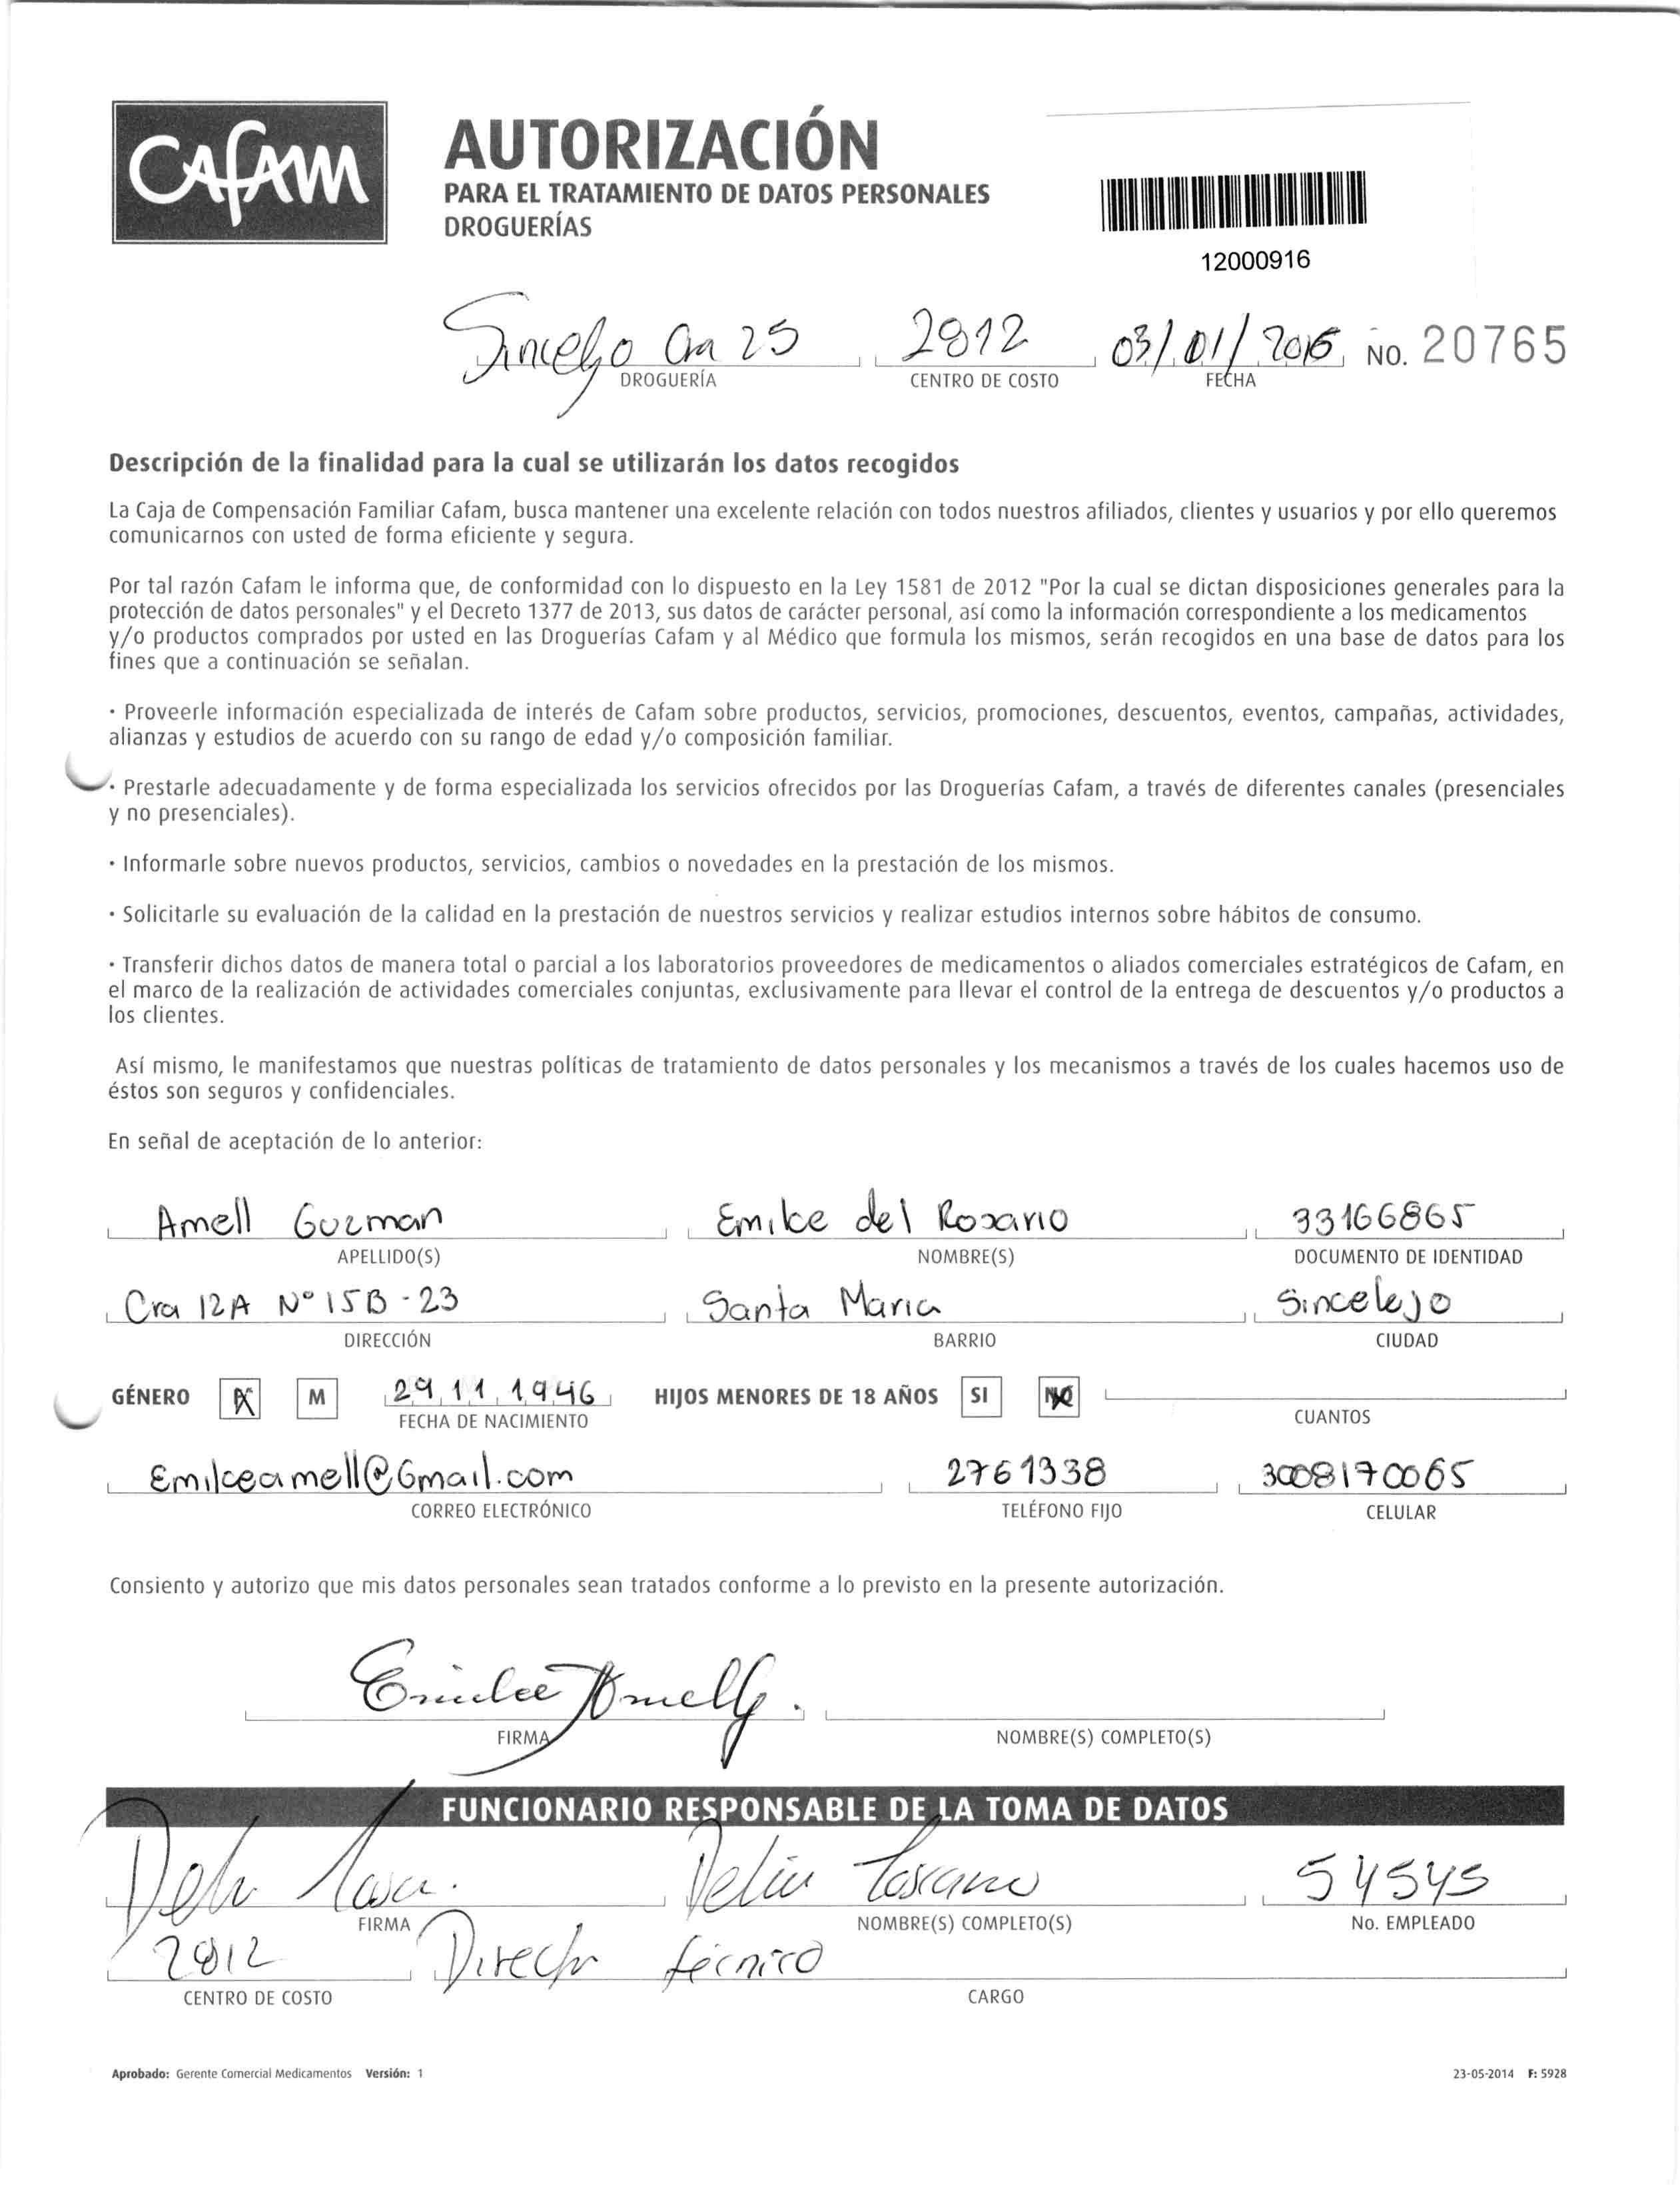 Cafam
AUTORIZACIÓN
PARA EL TRATAMIENTO DE DATOS PERSONALES
DROGUERÍAS
12000916
Sincelejo Cra 25 2812 03/01/2016 No. 20765
DROGUERÍA CENTRO DE COSTO FECHA
Descripción de la finalidad para la cual se utilizarán los datos recogidos
La Caja de Compensación Familiar Cafam, busca mantener una excelente relación con todos nuestros afiliados, clientes y usuarios y por ello queremos
comunicarnos con usted de forma eficiente y segura.
Por tal razón Cafam le informa que, de conformidad con lo dispuesto en la Ley 1581 de 2012 "Por la cual se dictan disposiciones generales para la
protección de datos personales" y el Decreto 1377 de 2013, sus datos de carácter personal, así como la información correspondiente a los medicamentos
y/o productos comprados por usted en las Droguerías Cafam y al Médico que formula los mismos, serán recogidos en una base de datos para los
fines que a continuación se señalan.
· Proveerle información especializada de interés de Cafam sobre productos, servicios, promociones, descuentos, eventos, campañas, actividades,
alianzas y estudios de acuerdo con su rango de edad y/o composición familiar.
· Prestarle adecuadamente y de forma especializada los servicios ofrecidos por las Droguerías Cafam, a través de diferentes canales (presenciales
y no presenciales).
· Informarle sobre nuevos productos, servicios, cambios o novedades en la prestación de los mismos.
· Solicitarle su evaluación de la calidad en la prestación de nuestros servicios y realizar estudios internos sobre hábitos de consumo.
· Transferir dichos datos de manera total o parcial a los laboratorios proveedores de medicamentos o aliados comerciales estratégicos de Cafam, en
el marco de la realización de actividades comerciales conjuntas, exclusivamente para llevar el control de la entrega de descuentos y/o productos a
los clientes.
Así mismo, le manifestamos que nuestras políticas de tratamiento de datos personales y los mecanismos a través de los cuales hacemos uso de
éstos son seguros y confidenciales.
En señal de aceptación de lo anterior:
Amell Guzman Emilce del Rosario 33166865
APELLIDO(S) NOMBRE(S) DOCUMENTO DE IDENTIDAD
Cra 12A N° 15B - 23 Santa Maria Sincelejo
DIRECCIÓN BARRIO CIUDAD
GÉNERO M 29 11 1946 HIJOS MENORES DE 18 AÑOS SI NO
FECHA DE NACIMIENTO CUANTOS
Emilceamell@Gmail.com 2761338 3008170065
CORREO ELECTRÓNICO TELÉFONO FIJO CELULAR
Consiento y autorizo que mis datos personales sean tratados conforme a lo previsto en la presente autorización.
Emilce Amell
FIRMA NOMBRE(S) COMPLETO(S)
FUNCIONARIO RESPONSABLE DE LA TOMA DE DATOS
Toscano 54545
FIRMA NOMBRE(S) COMPLETO(S) No. EMPLEADO
2812 Director técnico
CENTRO DE COSTO CARGO
Aprobado: Gerente Comercial Medicamentos Versión: 1 23-05-2014 F: 5928